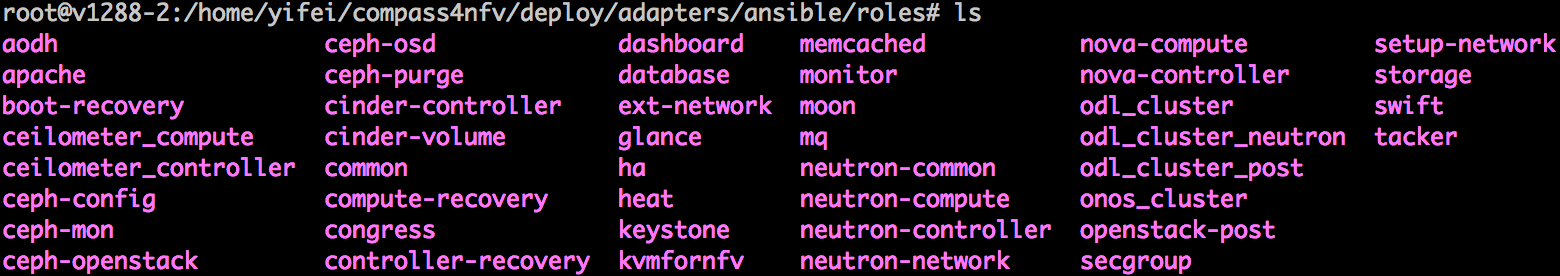 root@v1288-2:/home/yifei/compass4nfv/deploy/adapters/ansible/roles# ls
aodh ceph-osd dashboard memcached nova-compute setup-network
apache ceph-purge database monitor nova-controller storage
boot-recovery cinder-controller ext-network moon odl_cluster swift
ceilometer_compute cinder-volume glance mq odl_cluster_neutron tacker
ceilometer_controller common ha neutron-common odl_cluster_post
ceph-config compute-recovery heat neutron-compute onos_cluster
ceph-mon congress keystone neutron-controller openstack-post
ceph-openstack controller-recovery kvmfornfv neutron-network secgroup